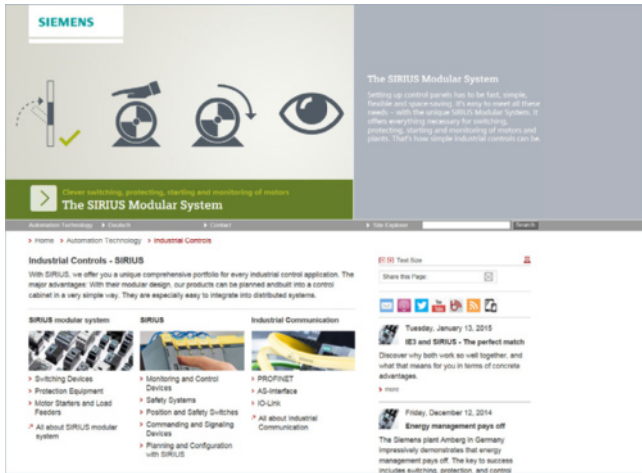 SIEMENS
The SIRIUS Modular System
Setting up control panels has to be fast, simple,
flexible and space-saving. It's easy to meet all these
needs – with the unique SIRIUS Modular System. It
offers everything necessary for switching,
protecting, starting and monitoring of motors and
plants. That's how simple industrial controls can be.
Clever switching, protecting, starting and monitoring of motors
The SIRIUS Modular System
Automation Technology Deutsch Contact Site Explorer Search
Home Automation Technology Industrial Controls
Industrial Controls - SIRIUS
With SIRIUS, we offer you a unique comprehensive portfolio for every industrial control application. The
major advantages: With their modular design, our products can be planned andbuilt into a control
cabinet in a very simple way. They are especially easy to integrate into distributed systems.
SIRIUS modular system
Switching Devices
Protection Equipment
Motor Starters and Load
Feeders
All about SIRIUS modular
system
SIRIUS
Monitoring and Control
Devices
Safety Systems
Position and Safety Switches
Commanding and Signaling
Devices
Planning and Configuration
with SIRIUS
Industrial Communication
PROFINET
AS-Interface
IO-Link
All about Industrial
Communication
Text Size
Share this Page:
Tuesday, January 13, 2015
IE3 and SIRIUS - The perfect match
Discover why both work so well together, and
what that means for you in terms of concrete
advantages.
more
Friday, December 12, 2014
Energy management pays off
The Siemens plant Amberg in Germany
impressively demonstrates that energy
management pays off. The key to success
includes switching, protection, and control